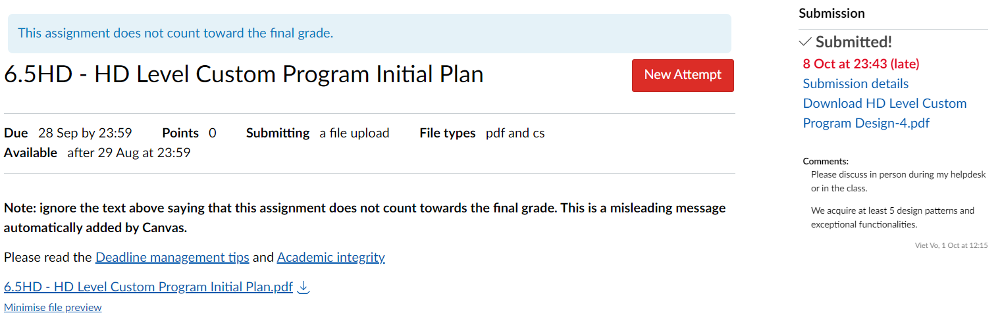 This assignment does not count toward the final grade.
6.5HD - HD Level Custom Program Initial Plan
New Attempt
Due 28 Sep by 23:59 Points 0 Submitting a file upload File types pdf and cs
Available after 29 Aug at 23:59
Note: ignore the text above saying that this assignment does not count towards the final grade. This is a misleading message
automatically added by Canvas.
Please read the Deadline management tips and Academic integrity
6.5HD - HD Level Custom Program Initial Plan.pdf
Minimise file preview
Submission
Submitted!
8 Oct at 23:43 (late)
Submission details
Download HD Level Custom
Program Design-4.pdf
Comments:
Please discuss in person during my helpdesk
or in the class.
We acquire at least 5 design patterns and
exceptional functionalities.
Viet Vo, 1 Oct at 12:15